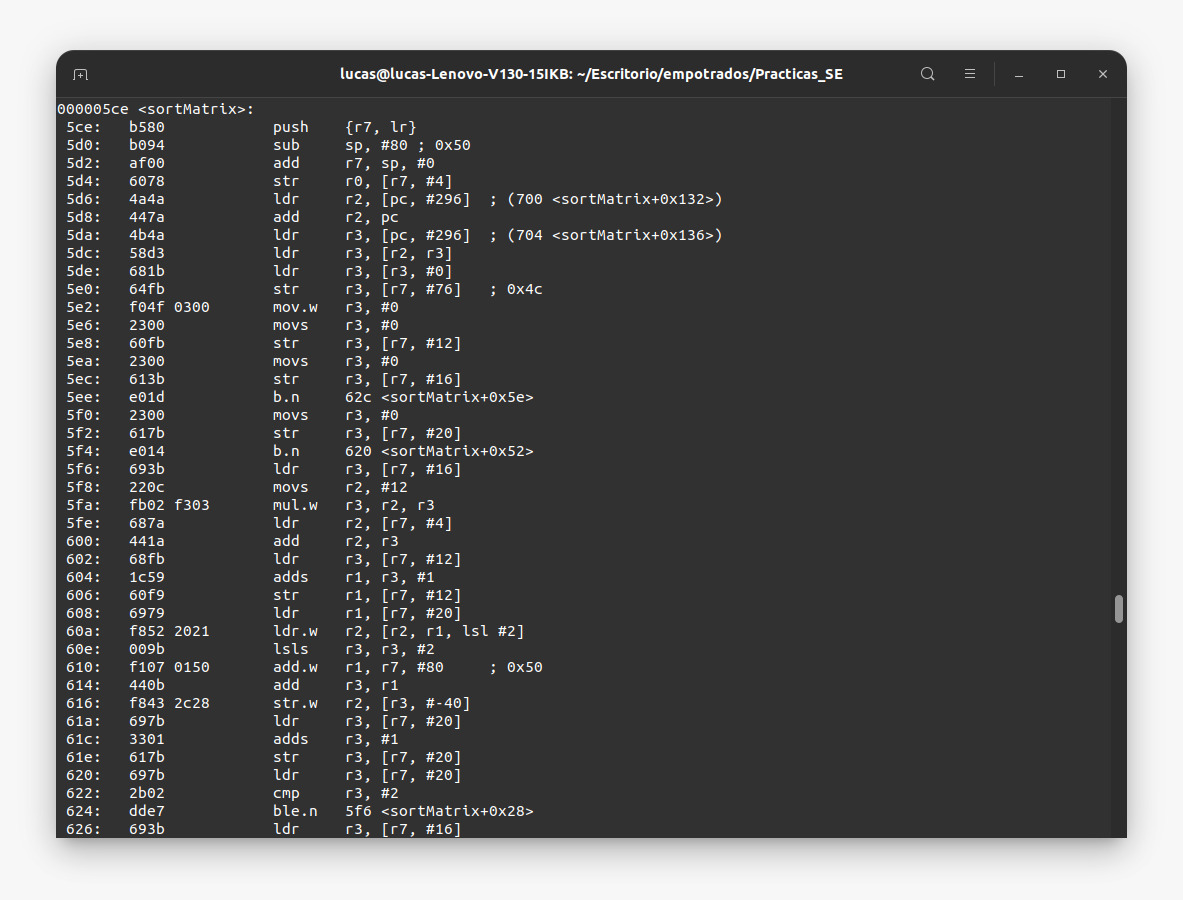 lucas@lucas-Lenovo-V130-15IKB: ~/Escritorio/empotrados/Practicas_SE
000005ce <sortMatrix>:
5ce: b580 push {r7, lr}
5d0: b094 sub sp, #80 ; 0x50
5d2: af00 add r7, sp, #0
5d4: 6078 str r0, [r7, #4]
5d6: 4a4a ldr r2, [pc, #296] ; (700 <sortMatrix+0x132>)
5d8: 447a add r2, pc
5da: 4b4a ldr r3, [pc, #296] ; (704 <sortMatrix+0x136>)
5dc: 58d3 ldr r3, [r2, r3]
5de: 681b ldr r3, [r3, #0]
5e0: 64fb str r3, [r7, #76] ; 0x4c
5e2: f04f 0300 mov.w r3, #0
5e6: 2300 movs r3, #0
5e8: 60fb str r3, [r7, #12]
5ea: 2300 movs r3, #0
5ec: 613b str r3, [r7, #16]
5ee: e01d b.n 62c <sortMatrix+0x5e>
5f0: 2300 movs r3, #0
5f2: 617b str r3, [r7, #20]
5f4: e014 b.n 620 <sortMatrix+0x52>
5f6: 693b ldr r3, [r7, #16]
5f8: 220c movs r2, #12
5fa: fb02 f303 mul.w r3, r2, r3
5fe: 687a ldr r2, [r7, #4]
600: 441a add r2, r3
602: 68fb ldr r3, [r7, #12]
604: 1c59 adds r1, r3, #1
606: 60f9 str r1, [r7, #12]
608: 6979 ldr r1, [r7, #20]
60a: f852 2021 ldr.w r2, [r2, r1, lsl #2]
60e: 009b lsls r3, r3, #2
610: f107 0150 add.w r1, r7, #80 ; 0x50
614: 440b add r3, r1
616: f843 2c28 str.w r2, [r3, #-40]
61a: 697b ldr r3, [r7, #20]
61c: 3301 adds r3, #1
61e: 617b str r3, [r7, #20]
620: 697b ldr r3, [r7, #20]
622: 2b02 cmp r3, #2
624: dde7 ble.n 5f6 <sortMatrix+0x28>
626: 693b ldr r3, [r7, #16]